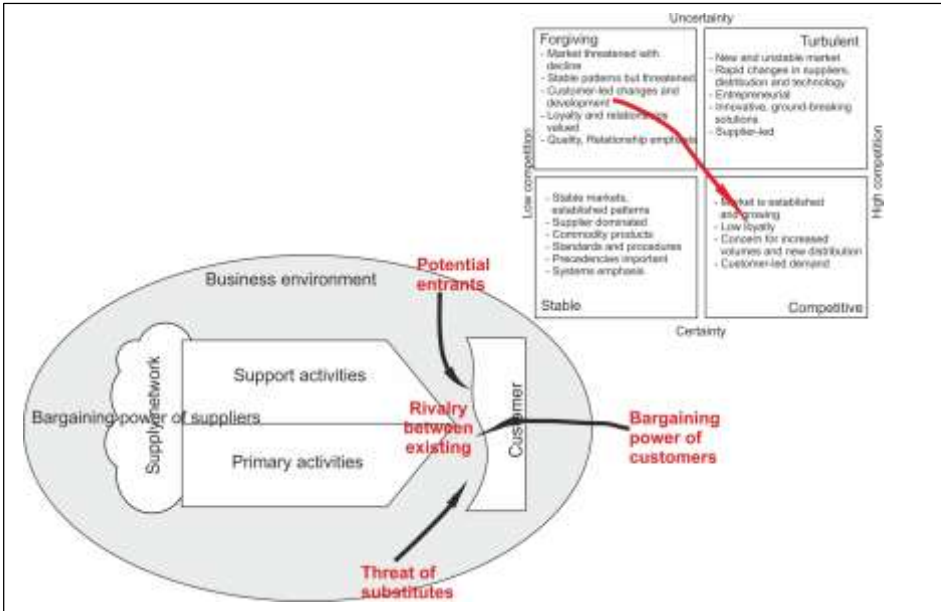 Uncertainty
Forgiving
- Market threatened with
decline
- Stable patterns but threatened
- Customer-led changes and
development
- Loyalty and relationships
valued
- Quality, Relationship emphasis
Turbulent
- New and unstable market
- Rapid changes in suppliers,
distribution and technology
- Entrepreneurial
- Innovative, ground-breaking
solutions
- Supplier-led
Low competition
High competition
- Stable markets,
established patterns
- Supplier dominated
- Commodity products
- Standards and procedures
- Precedencies important
- Systems emphasis
Stable
- Market is established
and growing
- Low loyalty
- Concern for increased
volumes and new distribution
- Customer-led demand
Competitive
Certainty
Business environment
Potential
entrants
Supply network
Support activities
Bargaining power of suppliers
Primary activities
Rivalry
between
existing
Customer
Bargaining
power of
customers
Threat of
substitutes